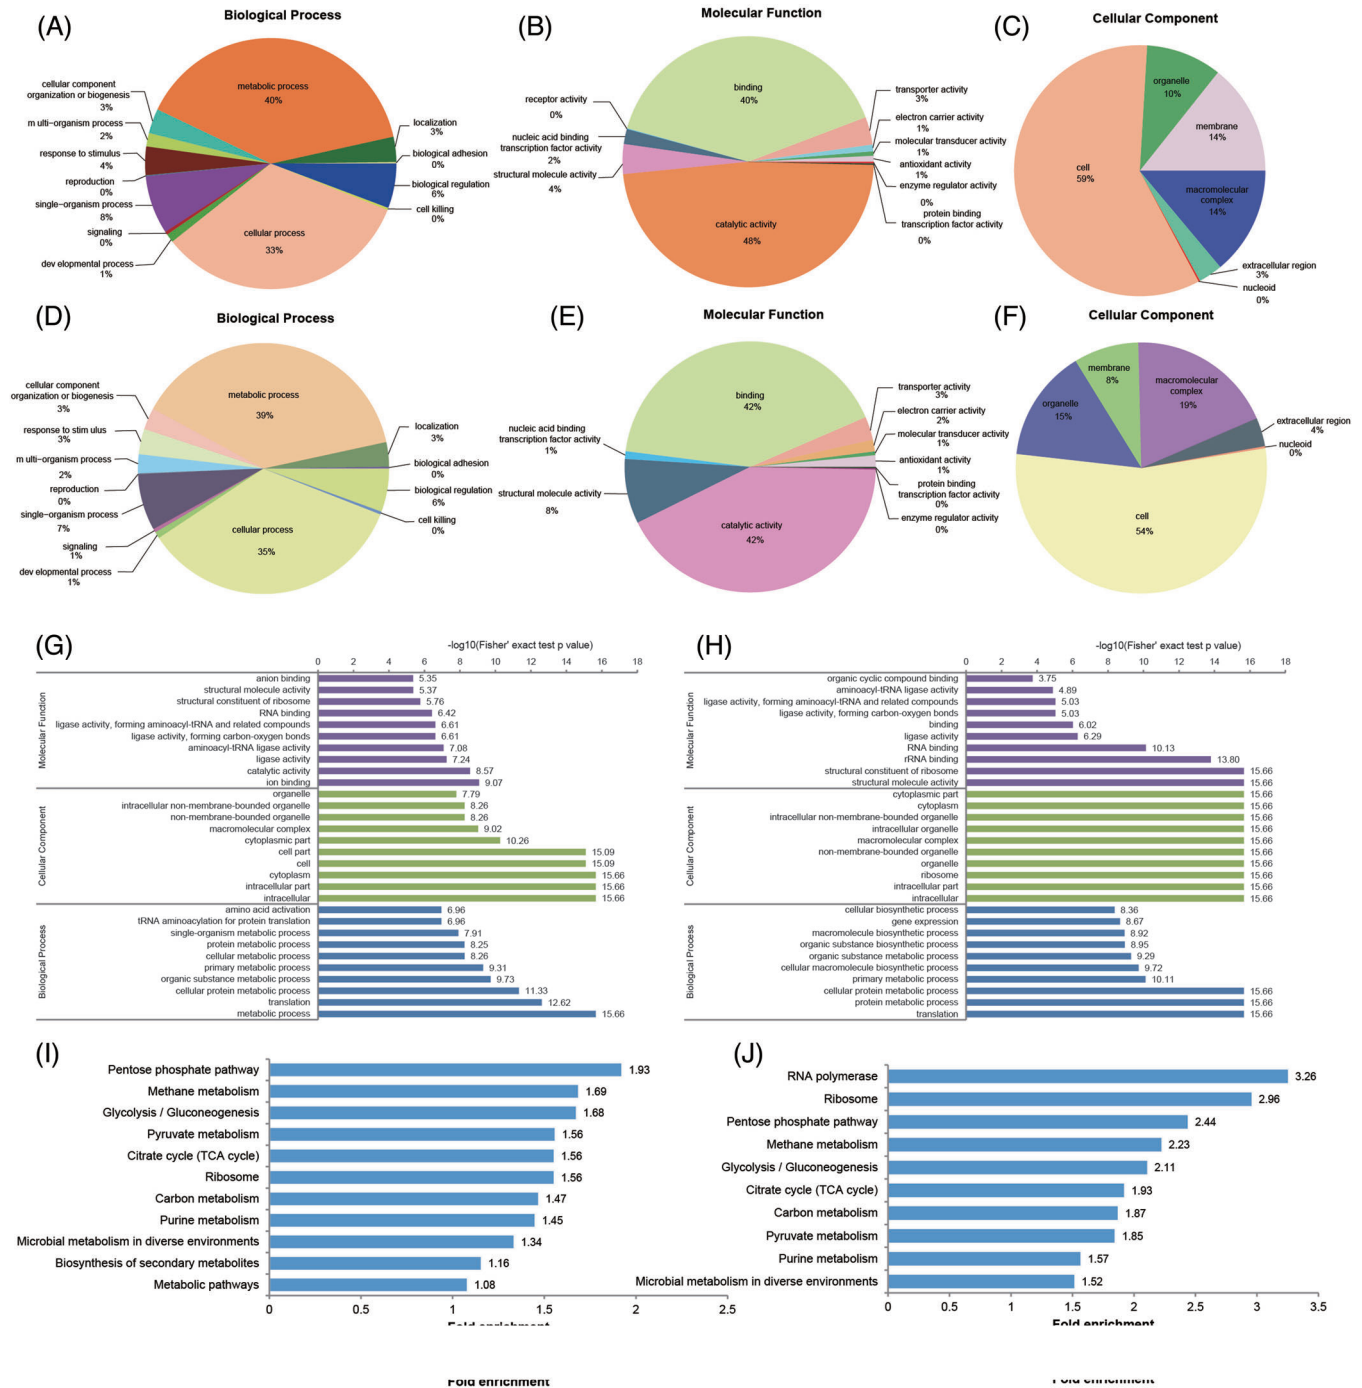 (A)
Biological Process
metabolic process
40%
cellular component
organization or biogenesis
3%
m ulti-organism process
2%
response to stimulus
4%
reproduction
0%
single-organism process
8%
signaling
0%
dev elopmental process
1%
cellular process
33%
localization
3%
biological adhesion
0%
biological regulation
6%
cell killing
0%
(B)
Molecular Function
binding
40%
receptor activity
0%
nucleic acid binding
transcription factor activity
2%
structural molecule activity
4%
catalytic activity
48%
transporter activity
3%
electron carrier activity
1%
molecular transducer activity
1%
antioxidant activity
1%
enzyme regulator activity
0%
protein binding
transcription factor activity
0%
(C)
Cellular Component
organelle
10%
membrane
14%
cell
59%
macromolecular
complex
14%
extracellular region
3%
nucleoid
0%
(D)
Biological Process
metabolic process
39%
cellular component
organization or biogenesis
3%
response to stim ulus
3%
m ulti-organism process
2%
reproduction
0%
single-organism process
7%
signaling
1%
dev elopmental process
1%
cellular process
35%
localization
3%
biological adhesion
0%
biological regulation
6%
cell killing
0%
(E)
Molecular Function
binding
42%
nucleic acid binding
transcription factor activity
1%
structural molecule activity
8%
catalytic activity
42%
transporter activity
3%
electron carrier activity
2%
molecular transducer activity
1%
antioxidant activity
1%
protein binding
transcription factor activity
0%
enzyme regulator activity
0%
(F)
Cellular Component
membrane
8%
macromolecular
complex
19%
organelle
15%
extracellular region
4%
nucleoid
0%
cell
54%
(G)
-log10(Fisher' exact test p value)
0 2 4 6 8 10 12 14 16 18
Molecular Function
anion binding 5.35
structural molecule activity 5.37
structural constituent of ribosome 5.76
RNA binding 6.42
ligase activity, forming aminoacyl-tRNA and related compounds 6.61
ligase activity, forming carbon-oxygen bonds 6.61
aminoacyl-tRNA ligase activity 7.08
ligase activity 7.24
catalytic activity 8.57
ion binding 9.07
Cellular Component
organelle 7.79
intracellular non-membrane-bounded organelle 8.26
non-membrane-bounded organelle 8.26
macromolecular complex 9.02
cytoplasmic part 10.26
cell part 15.09
cell 15.09
cytoplasm 15.66
intracellular part 15.66
intracellular 15.66
Biological Process
amino acid activation 6.96
tRNA aminoacylation for protein translation 6.96
single-organism metabolic process 7.91
protein metabolic process 8.25
cellular metabolic process 8.26
primary metabolic process 9.31
organic substance metabolic process 9.73
cellular protein metabolic process 11.33
translation 12.62
metabolic process 15.66
(H)
-log10(Fisher' exact test p value)
0 2 4 6 8 10 12 14 16 18
Molecular Function
organic cyclic compound binding 3.75
aminoacyl-tRNA ligase activity 4.89
ligase activity, forming aminoacyl-tRNA and related compounds 5.03
ligase activity, forming carbon-oxygen bonds 5.03
binding 6.02
ligase activity 6.29
RNA binding 10.13
rRNA binding 13.80
structural constituent of ribosome 15.66
structural molecule activity 15.66
Cellular Component
cytoplasmic part 15.66
cytoplasm 15.66
intracellular non-membrane-bounded organelle 15.66
intracellular organelle 15.66
macromolecular complex 15.66
non-membrane-bounded organelle 15.66
organelle 15.66
ribosome 15.66
intracellular part 15.66
intracellular 15.66
Biological Process
cellular biosynthetic process 8.36
gene expression 8.67
macromolecule biosynthetic process 8.92
organic substance biosynthetic process 8.95
organic substance metabolic process 9.29
cellular macromolecule biosynthetic process 9.72
primary metabolic process 10.11
cellular protein metabolic process 15.66
protein metabolic process 15.66
translation 15.66
(I)
Pentose phosphate pathway 1.93
Methane metabolism 1.69
Glycolysis / Gluconeogenesis 1.68
Pyruvate metabolism 1.56
Citrate cycle (TCA cycle) 1.56
Ribosome 1.56
Carbon metabolism 1.47
Purine metabolism 1.45
Microbial metabolism in diverse environments 1.34
Biosynthesis of secondary metabolites 1.16
Metabolic pathways 1.08
0 0.5 1 1.5 2 2.5
Fold enrichment
Fold enrichment
(J)
RNA polymerase 3.26
Ribosome 2.96
Pentose phosphate pathway 2.44
Methane metabolism 2.23
Glycolysis / Gluconeogenesis 2.11
Citrate cycle (TCA cycle) 1.93
Carbon metabolism 1.87
Pyruvate metabolism 1.85
Purine metabolism 1.57
Microbial metabolism in diverse environments 1.52
0 0.5 1 1.5 2 2.5 3 3.5
Fold enrichment
Fold enrichment